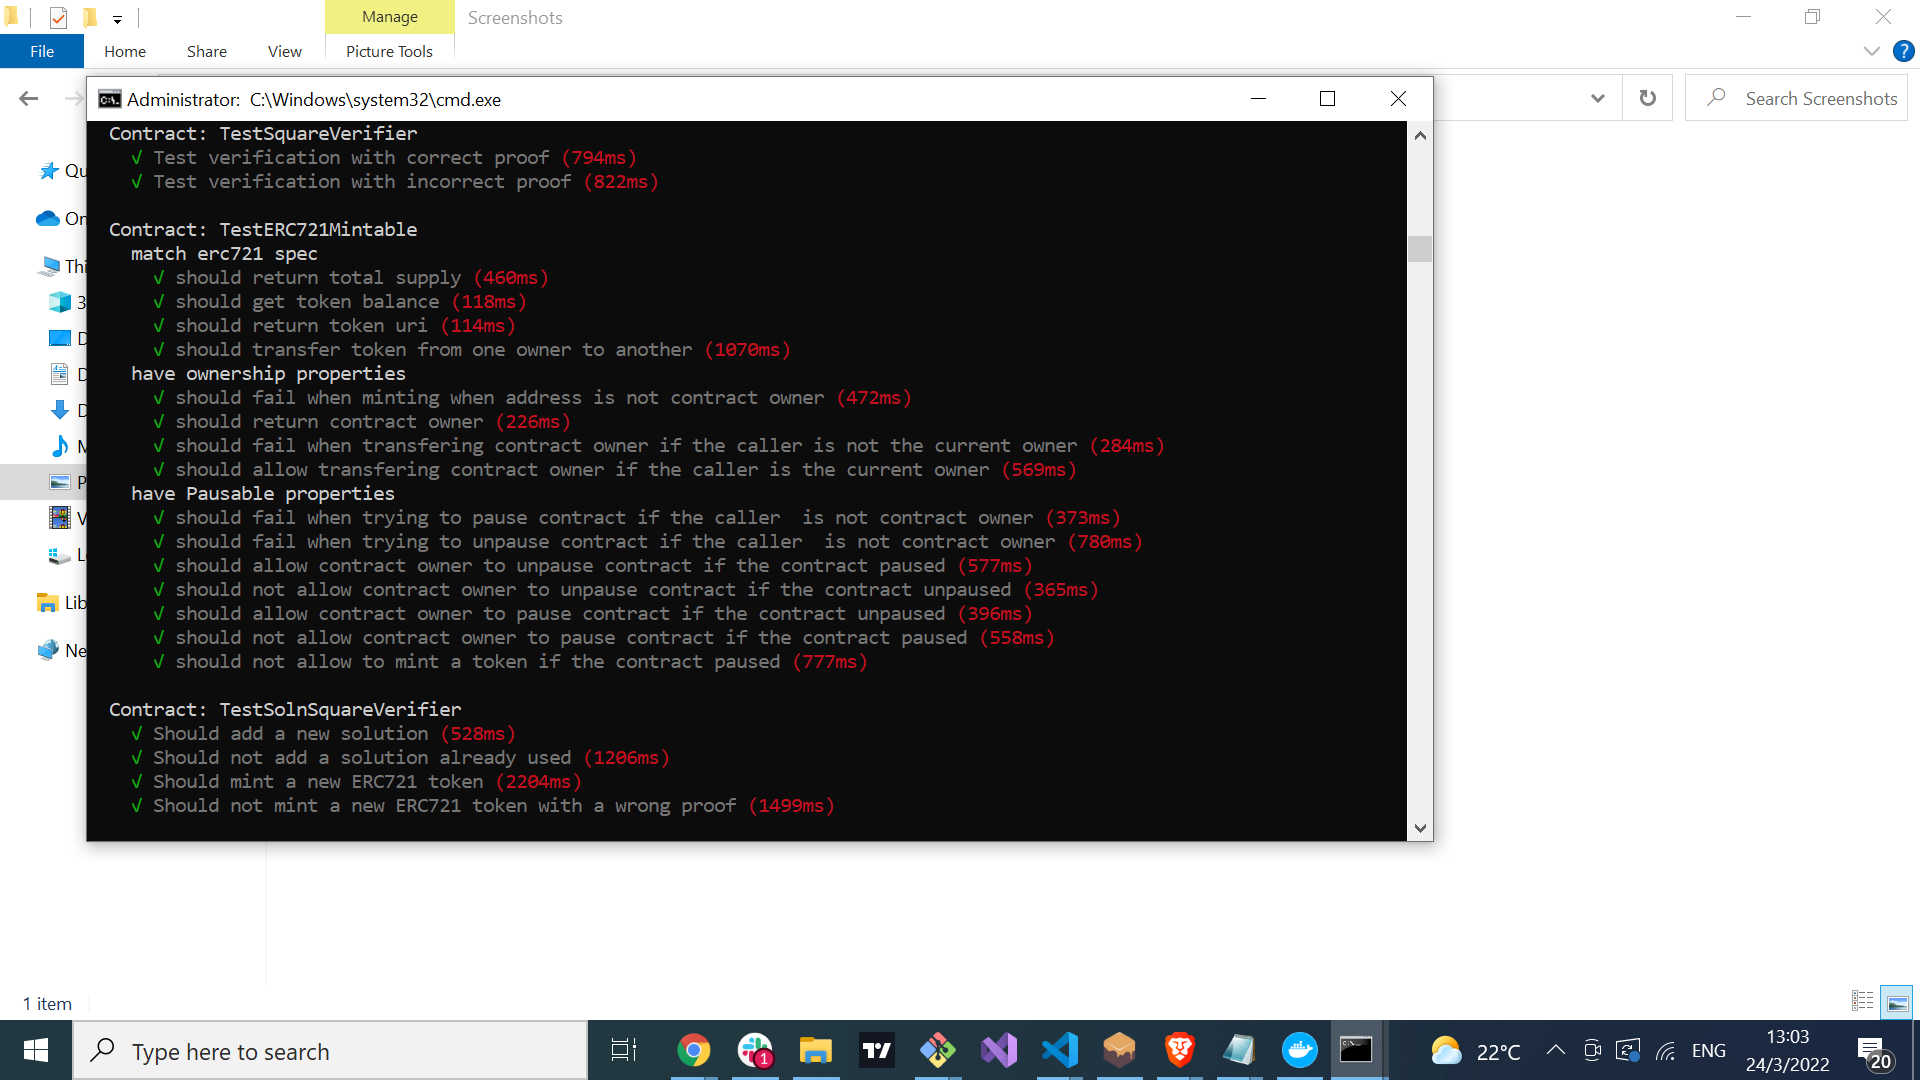 Manage
Screenshots
File
Home
Share
View
Picture Tools
Administrator:  C:\Windows\system32\cmd.exe
Search Screenshots
Contract: TestSquareVerifier
√ Test verification with correct proof (794ms)
√ Test verification with incorrect proof (822ms)
Contract: TestERC721Mintable
match erc721 spec
√ should return total supply (460ms)
√ should get token balance (118ms)
√ should return token uri (114ms)
√ should transfer token from one owner to another (1070ms)
have ownership properties
√ should fail when minting when address is not contract owner (472ms)
√ should return contract owner (226ms)
√ should fail when transfering contract owner if the caller is not the current owner (284ms)
√ should allow transfering contract owner if the caller is the current owner (569ms)
have Pausable properties
√ should fail when trying to pause contract if the caller  is not contract owner (373ms)
√ should fail when trying to unpause contract if the caller  is not contract owner (780ms)
√ should allow contract owner to unpause contract if the contract paused (577ms)
√ should not allow contract owner to unpause contract if the contract unpaused (365ms)
√ should allow contract owner to pause contract if the contract unpaused (396ms)
√ should not allow contract owner to pause contract if the contract paused (558ms)
√ should not allow to mint a token if the contract paused (777ms)
Contract: TestSolnSquareVerifier
√ Should add a new solution (528ms)
√ Should not add a solution already used (1206ms)
√ Should mint a new ERC721 token (2204ms)
√ Should not mint a new ERC721 token with a wrong proof (1499ms)
Qu
On
Thi
3
D
D
D
M
P
V
L
Lib
Ne
1 item
Type here to search
1
22°C
ENG
13:03
24/3/2022
20